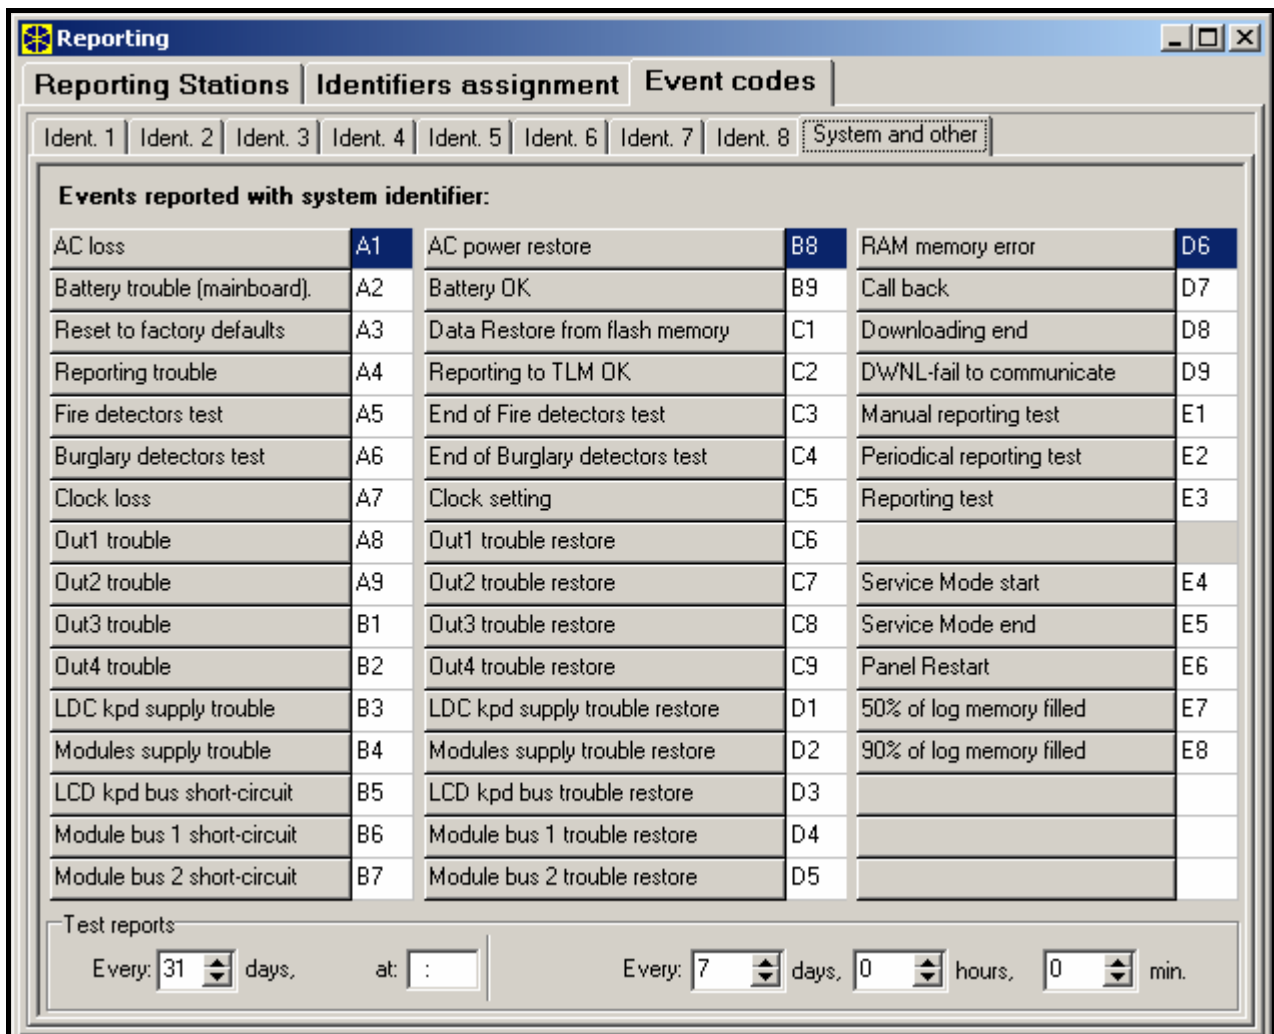 Reporting
Reporting Stations Identifiers assignment Event codes
Ident. 1 Ident. 2 Ident. 3 Ident. 4 Ident. 5 Ident. 6 Ident. 7 Ident. 8 System and other
Events reported with system identifier:
AC loss A1 AC power restore B8 RAM memory error D6
Battery trouble (mainboard). A2 Battery OK B9 Call back D7
Reset to factory defaults A3 Data Restore from flash memory C1 Downloading end D8
Reporting trouble A4 Reporting to TLM OK C2 DWNL-fail to communicate D9
Fire detectors test A5 End of Fire detectors test C3 Manual reporting test E1
Burglary detectors test A6 End of Burglary detectors test C4 Periodical reporting test E2
Clock loss A7 Clock setting C5 Reporting test E3
Out1 trouble A8 Out1 trouble restore C6
Out2 trouble A9 Out2 trouble restore C7 Service Mode start E4
Out3 trouble B1 Out3 trouble restore C8 Service Mode end E5
Out4 trouble B2 Out4 trouble restore C9 Panel Restart E6
LDC kpd supply trouble B3 LDC kpd supply trouble restore D1 50% of log memory filled E7
Modules supply trouble B4 Modules supply trouble restore D2 90% of log memory filled E8
LCD kpd bus short-circuit B5 LCD kpd bus trouble restore D3
Module bus 1 short-circuit B6 Module bus 1 trouble restore D4
Module bus 2 short-circuit B7 Module bus 2 trouble restore D5
Test reports
Every: 31 days, at: : Every: 7 days, 0 hours, 0 min.